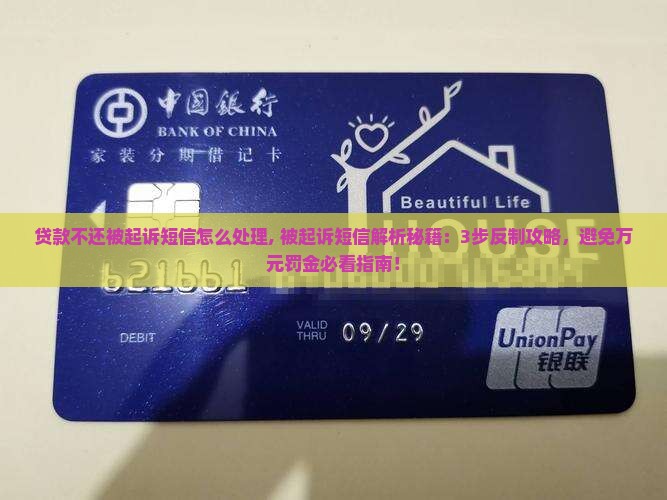 中国银行
BANK OF CHINA
家装分期借记卡
Beautiful Life
HOUSE
贷款不还被起诉短信怎么处理, 被起诉短信解析秘籍：3步反制攻略，避免万
元罚金必看指南！
621661
DEBIT
VALID
THRU
09/29
UnionPay
银联